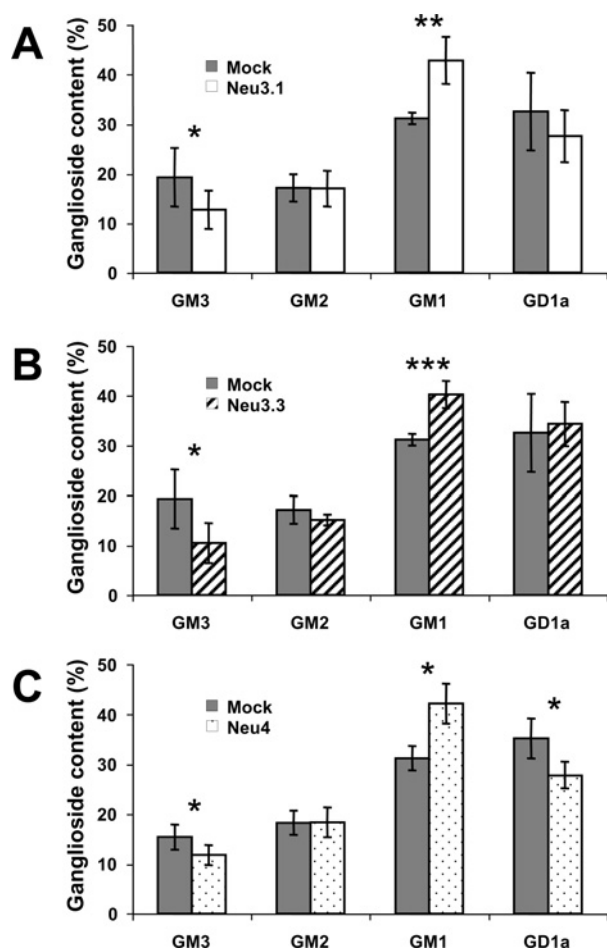 A
Ganglioside content (%)
50
40
30
20
10
0
Mock
Neu3.1
*
**
GM3 GM2 GM1 GD1a
B
Ganglioside content (%)
50
40
30
20
10
0
Mock
Neu3.3
*
***
GM3 GM2 GM1 GD1a
C
Ganglioside content (%)
50
40
30
20
10
0
Mock
Neu4
*
*
*
GM3 GM2 GM1 GD1a